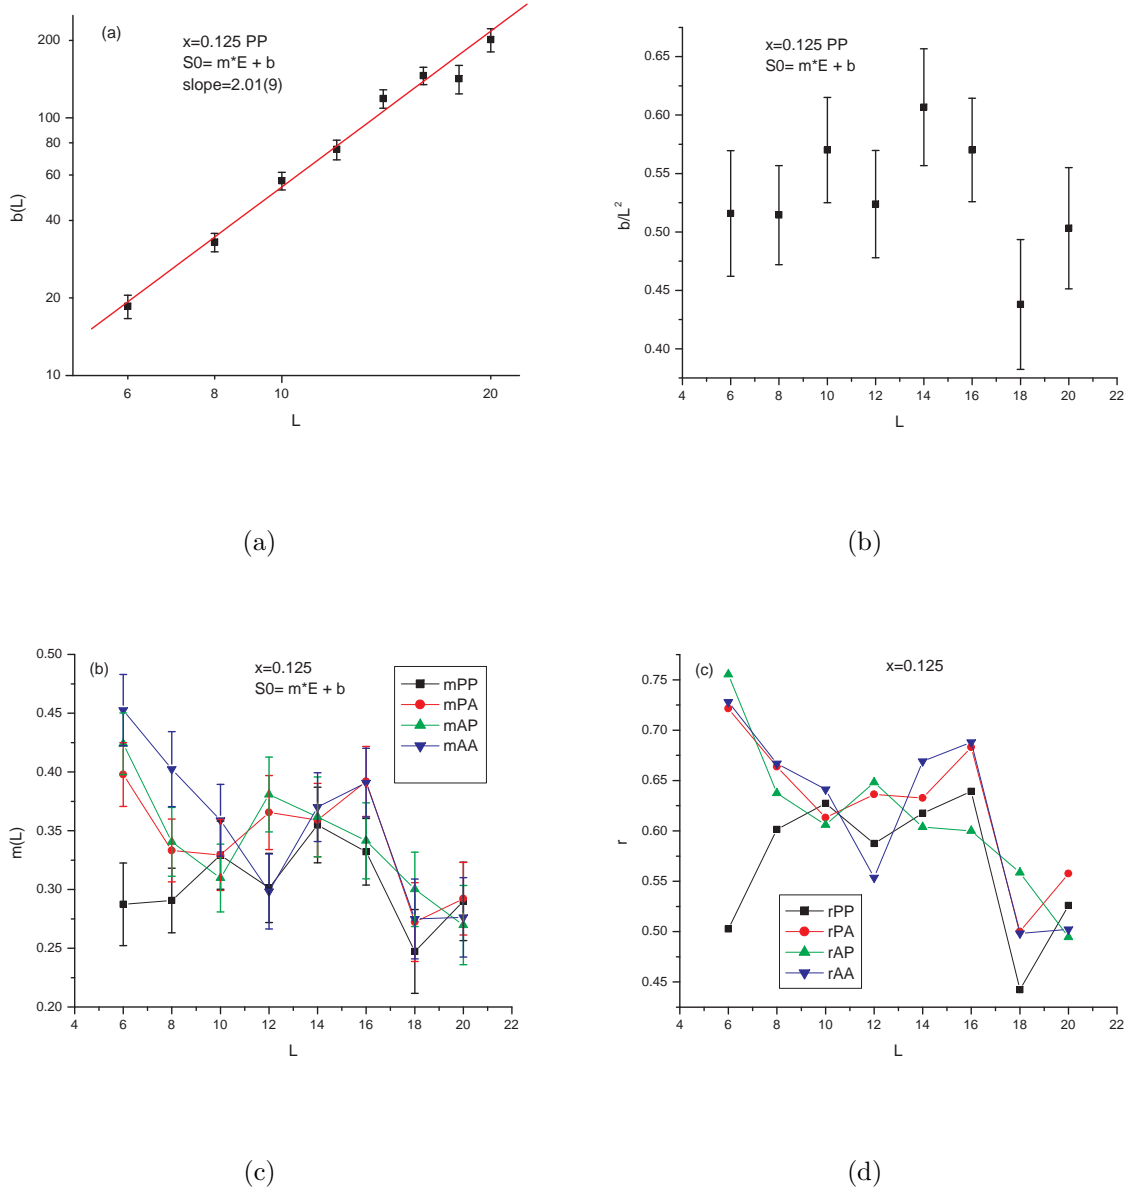 (a)
x=0.125 PP
S0= m*E + b
slope=2.01(9)
200
100
80
60
40
20
10
b(L)
6
8
10
20
L
(a)
x=0.125 PP
S0= m*E + b
0.65
0.60
0.55
0.50
0.45
0.40
b/L²
4
6
8
10
12
14
16
18
20
22
L
(b)
(b)
x=0.125
S0= m*E + b
mPP
mPA
mAP
mAA
0.50
0.45
0.40
0.35
0.30
0.25
0.20
m(L)
4
6
8
10
12
14
16
18
20
22
L
(c)
(c)
x=0.125
0.75
0.70
0.65
0.60
0.55
0.50
0.45
r
rPP
rPA
rAP
rAA
4
6
8
10
12
14
16
18
20
22
L
(d)